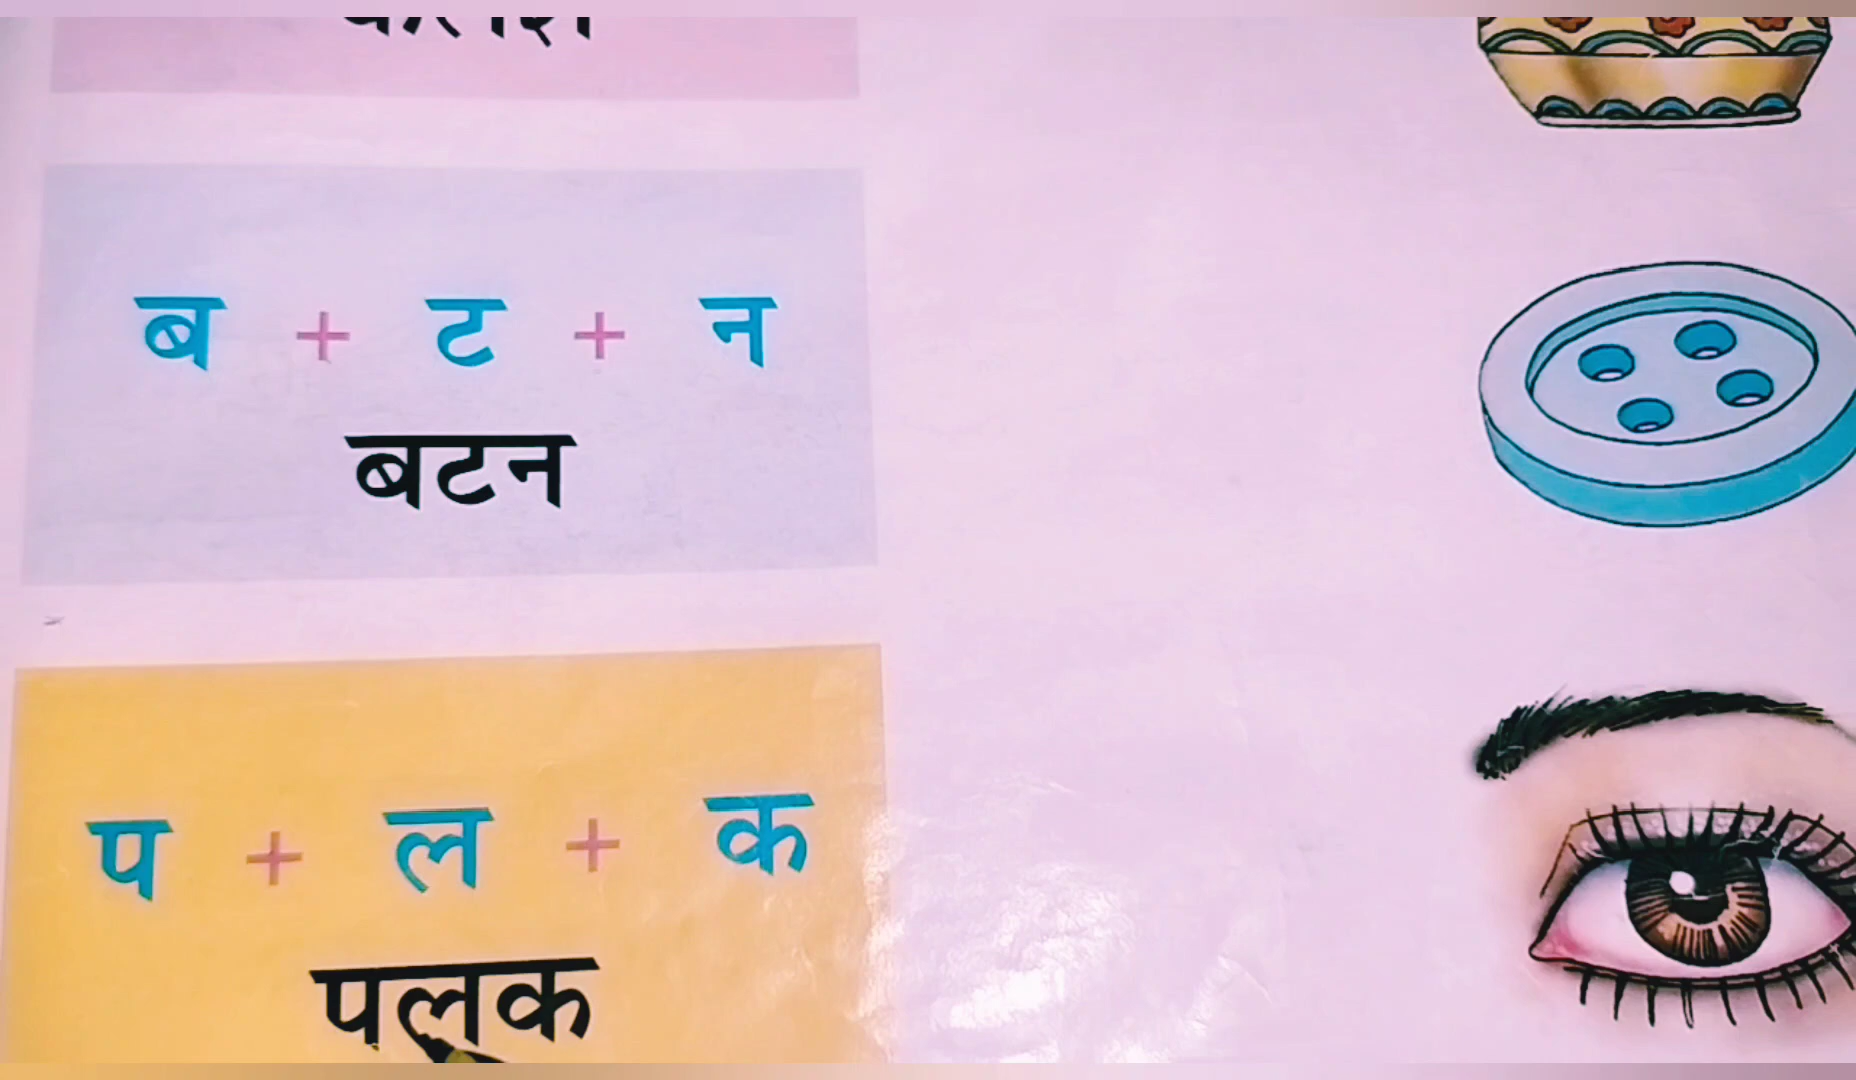 ब + ट + न
बटन
प + ल + क
पलक